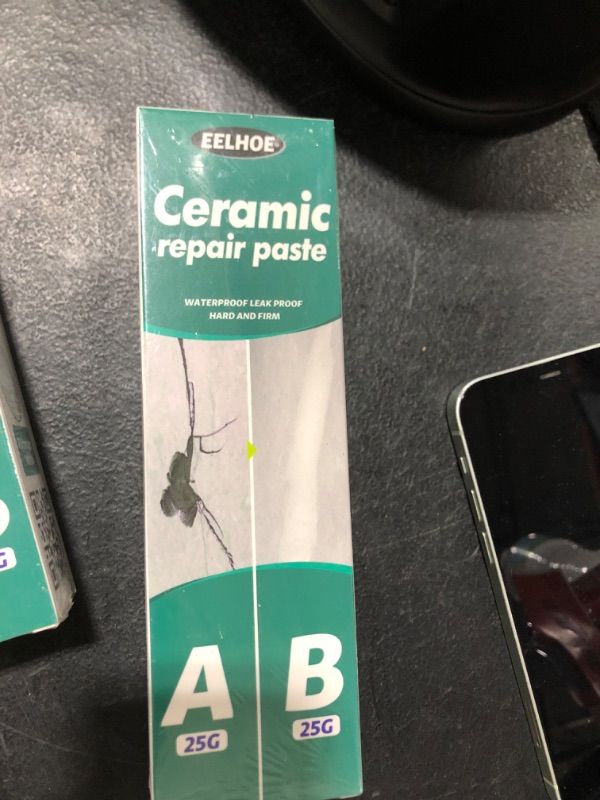 EELHOE
Ceramic
repair paste
WATERPROOF LEAK PROOF
HARD AND FIRM
A
B
25G
25G
G